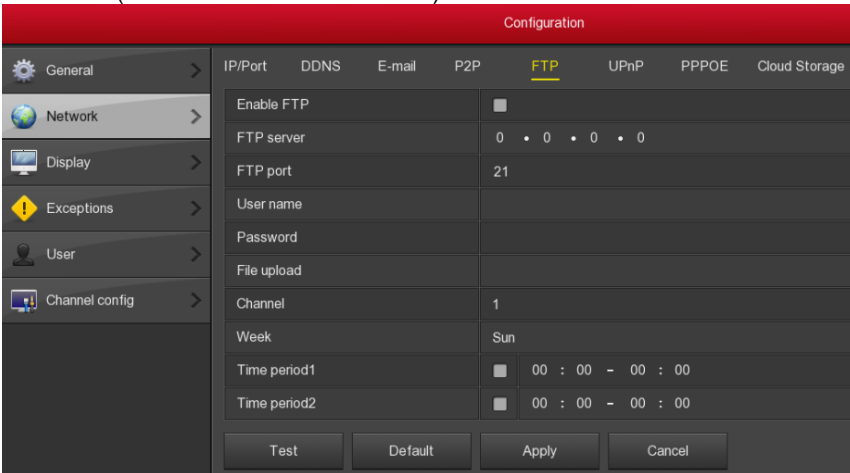 Configuration
General
Network
Display
Exceptions
User
Channel config
IP/Port DDNS E-mail P2P FTP UPnP PPPOE Cloud Storage
Enable FTP
FTP server 0 • 0 • 0 • 0
FTP port 21
User name
Password
File upload
Channel 1
Week Sun
Time period1 00 : 00 – 00 : 00
Time period2 00 : 00 – 00 : 00
Test Default Apply Cancel